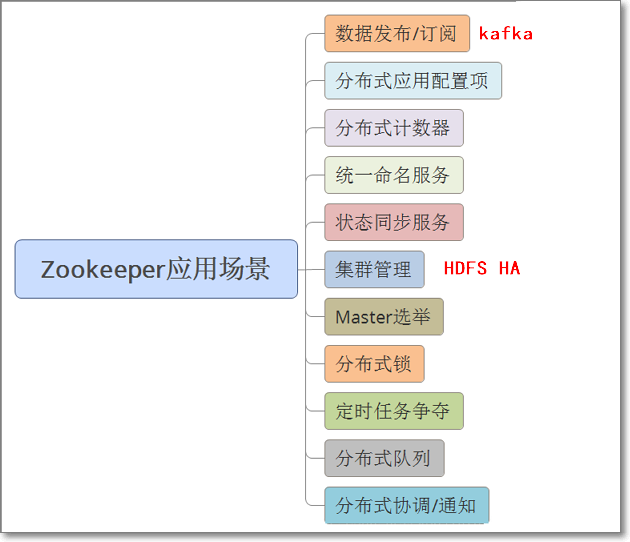 数据发布/订阅 kafka
分布式应用配置项
分布式计数器
统一命名服务
状态同步服务
Zookeeper应用场景
集群管理 HDFS HA
Master选举
分布式锁
定时任务争夺
分布式队列
分布式协调/通知